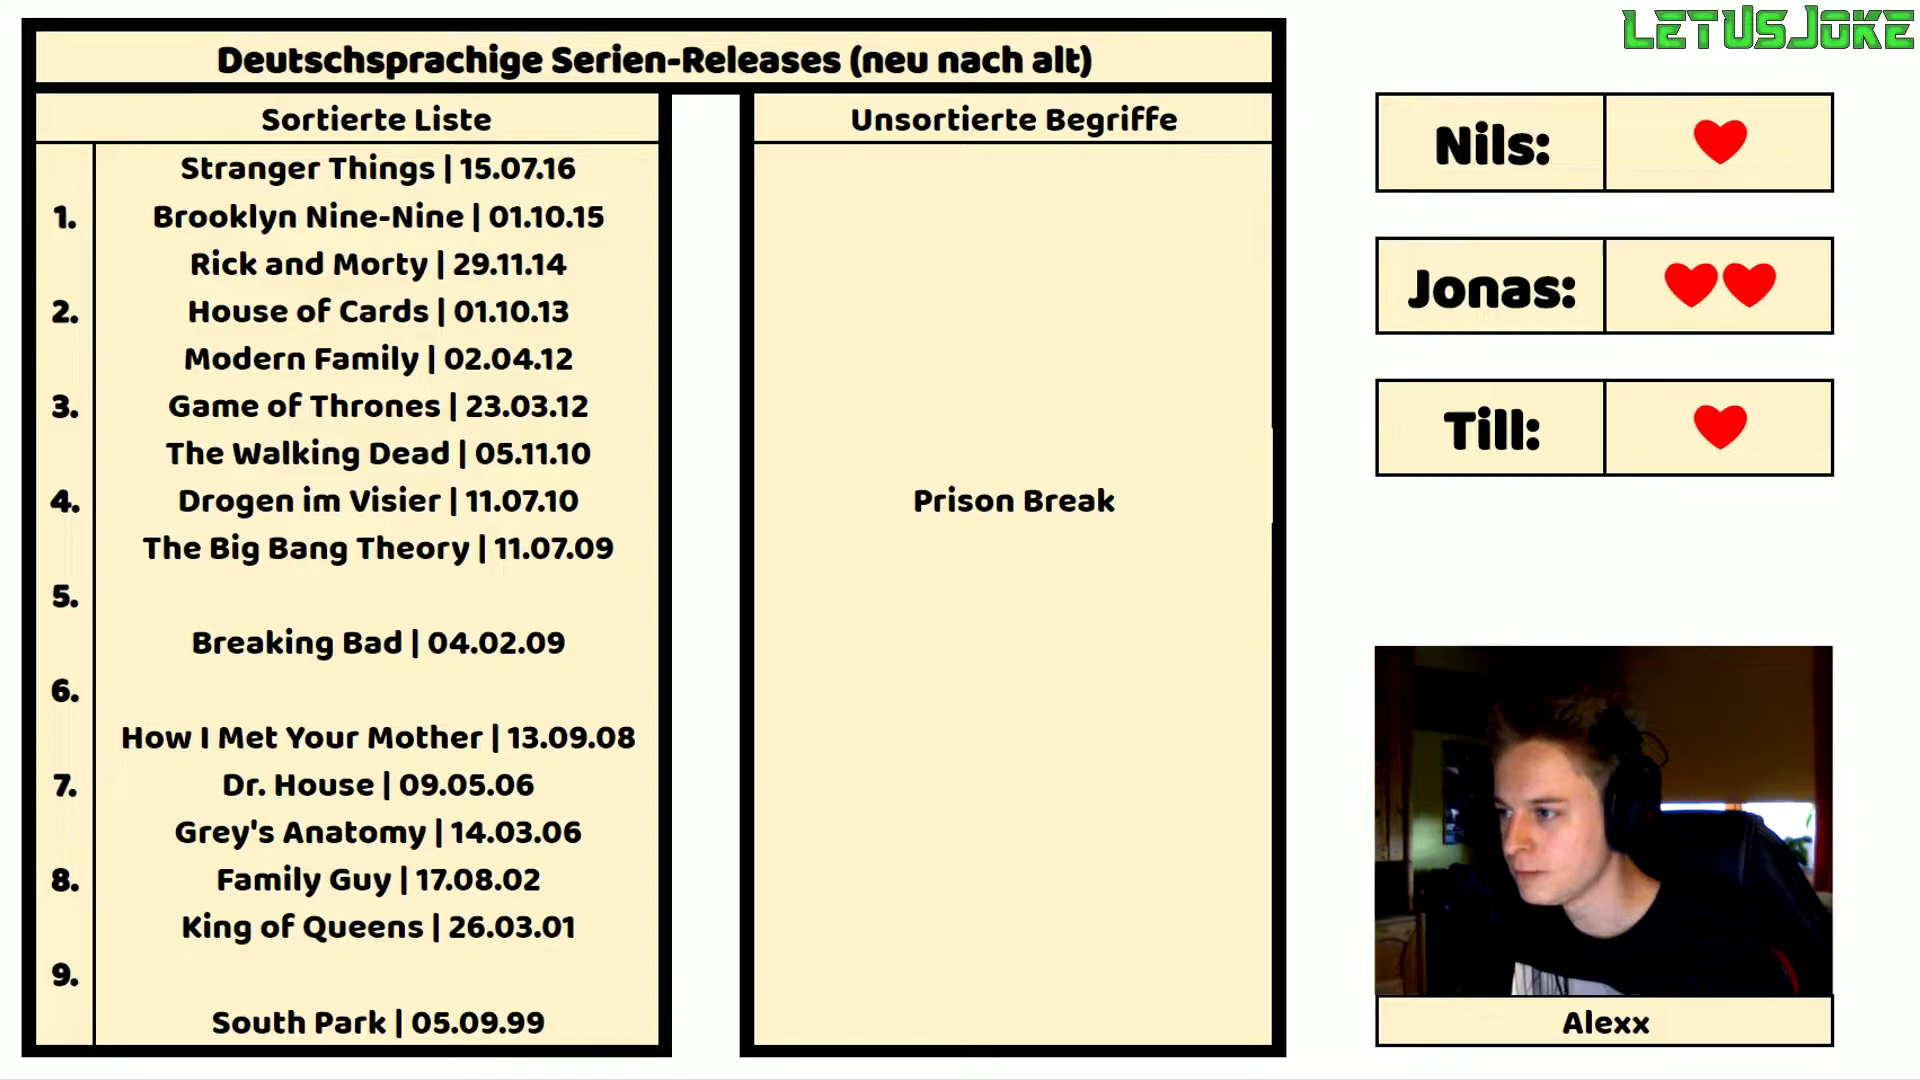 LETUSJOKE
Deutschsprachige Serien-Releases (neu nach alt)
Sortierte Liste
Stranger Things | 15.07.16
1. Brooklyn Nine-Nine | 01.10.15
Rick and Morty | 29.11.14
2. House of Cards | 01.10.13
Modern Family | 02.04.12
3. Game of Thrones | 23.03.12
The Walking Dead | 05.11.10
4. Drogen im Visier | 11.07.10
The Big Bang Theory | 11.07.09
5.
Breaking Bad | 04.02.09
6.
How I Met Your Mother | 13.09.08
7. Dr. House | 09.05.06
Grey's Anatomy | 14.03.06
8. Family Guy | 17.08.02
King of Queens | 26.03.01
9.
South Park | 05.09.99
Unsortierte Begriffe
Prison Break
Nils:
Jonas:
Till:
Alexx